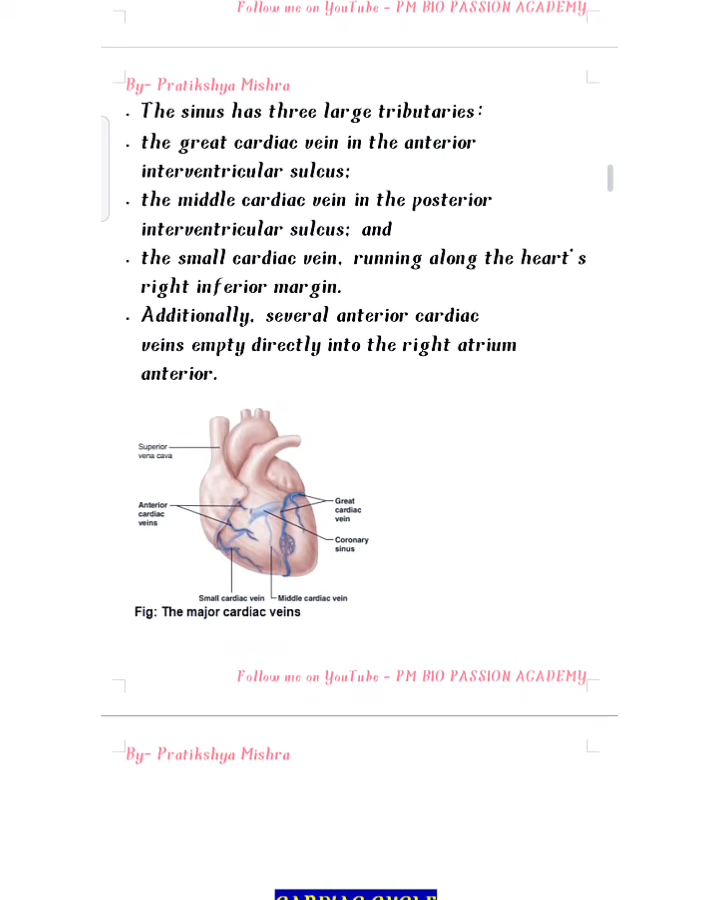 Follow me on YouTube - PM BIO PASSION ACADEMY
By- Pratikshya Mishra
• The sinus has three large tributaries:
• the great cardiac vein in the anterior
interventricular sulcus;
• the middle cardiac vein in the posterior
interventricular sulcus; and
• the small cardiac vein, running along the heart's
right inferior margin.
• Additionally, several anterior cardiac
veins empty directly into the right atrium
anterior.
Superior
vena cava
Anterior
cardiac
veins
Great
cardiac
vein
Coronary
sinus
Small cardiac vein
Middle cardiac vein
Fig: The major cardiac veins
Follow me on YouTube - PM BIO PASSION ACADEMY
By- Pratikshya Mishra